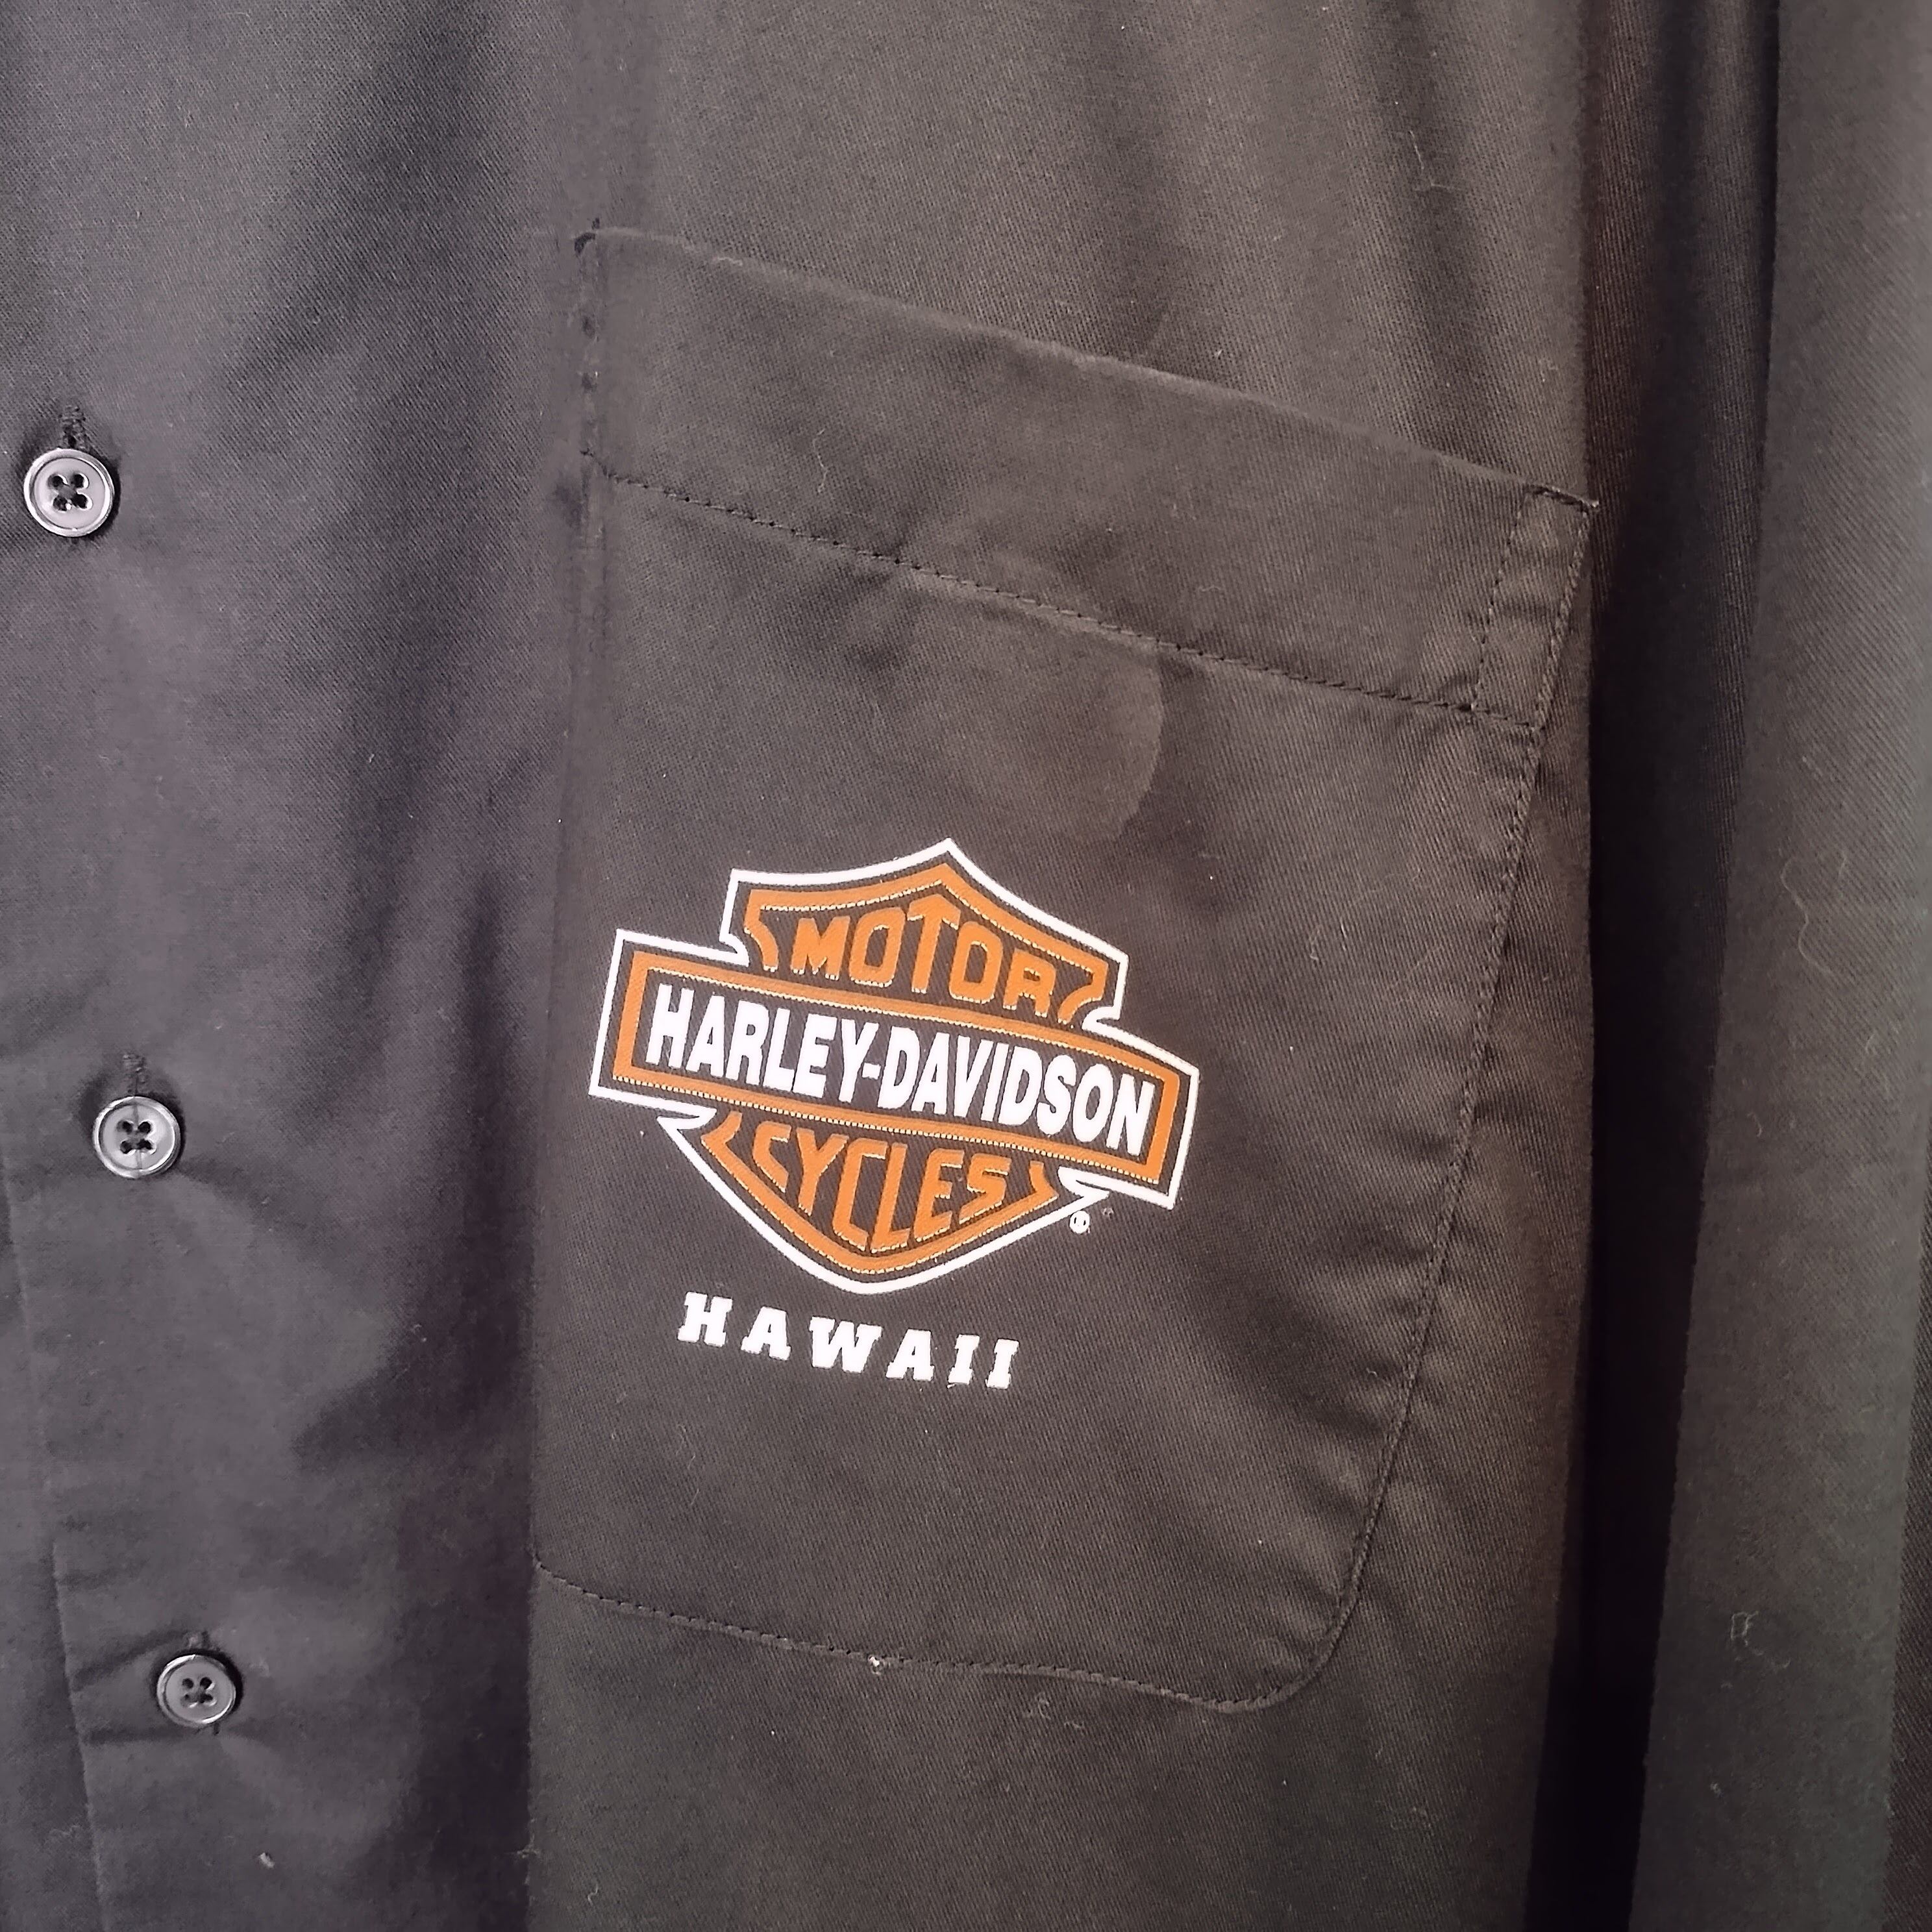 MOTOR
HARLEY-DAVIDSON
CYCLES
®
HAWAII